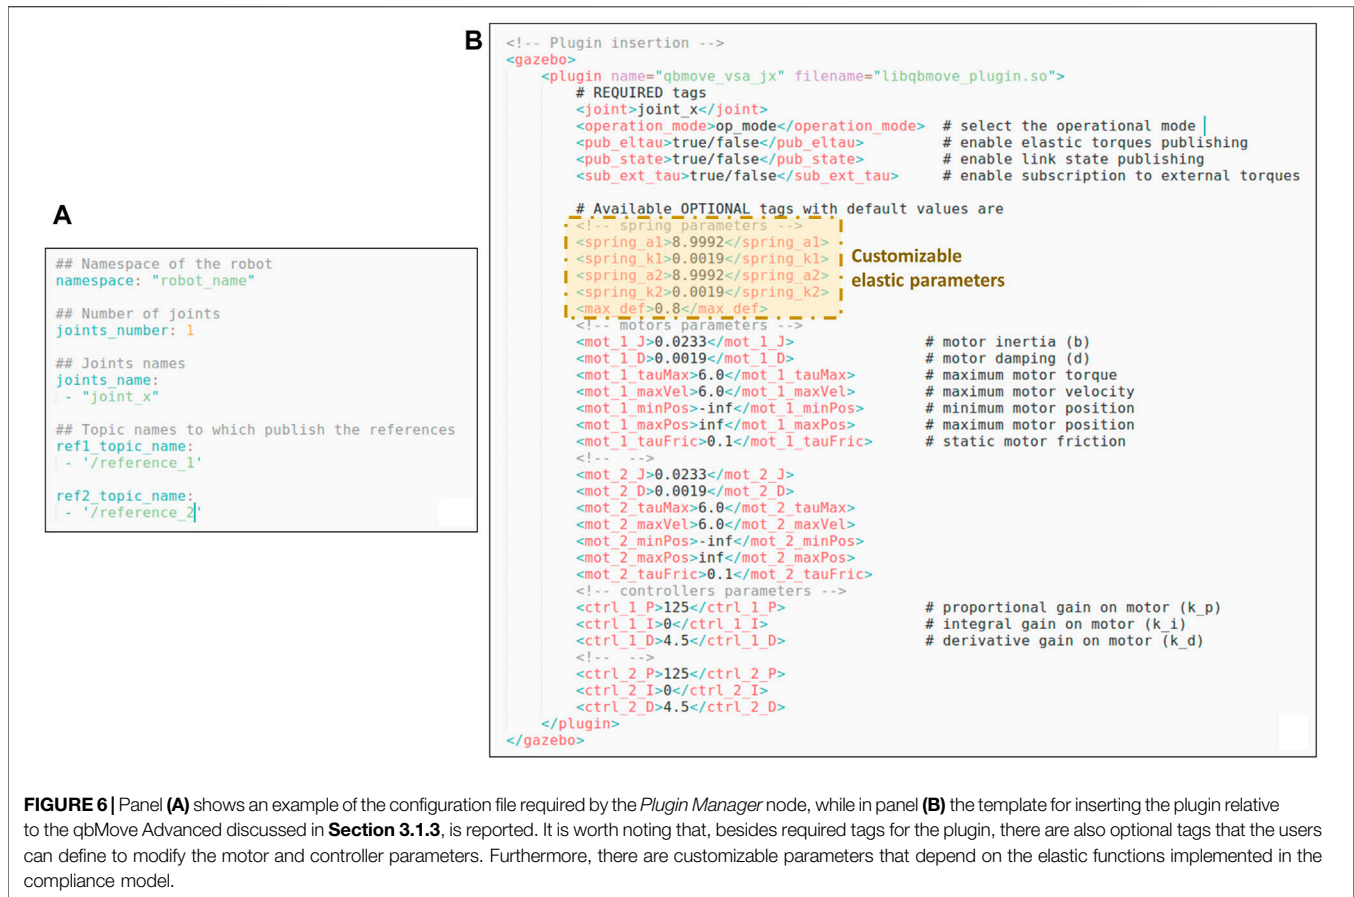 A
## Namespace of the robot
namespace: "robot_name"
## Number of joints
joints_number: 1
## Joints names
joints_name:
- "joint_x"
## Topic names to which publish the references
ref1_topic_name:
- '/reference_1'
ref2_topic_name:
- '/reference_2'
B
<!-- Plugin insertion -->
<gazebo>
<plugin name="qbmove_vsa_jx" filename="libqbmove_plugin.so">
# REQUIRED tags
<joint>joint_x</joint>
<operation_mode>op_mode</operation_mode> # select the operational mode
<pub_eltau>true/false</pub_eltau> # enable elastic torques publishing
<pub_state>true/false</pub_state> # enable link state publishing
<sub_ext_tau>true/false</sub_ext_tau> # enable subscription to external torques
# Available OPTIONAL tags with default values are
<!-- spring parameters -->
<spring_a1>8.9992</spring_a1>
<spring_k1>0.0019</spring_k1>
<spring_a2>8.9992</spring_a2>
<spring_k2>0.0019</spring_k2>
<max_def>0.8</max_def>
Customizable
elastic parameters
<!-- motors parameters -->
<mot_1_J>0.0233</mot_1_J> # motor inertia (b)
<mot_1_D>0.0019</mot_1_D> # motor damping (d)
<mot_1_tauMax>6.0</mot_1_tauMax> # maximum motor torque
<mot_1_maxVel>6.0</mot_1_maxVel> # maximum motor velocity
<mot_1_minPos>-inf</mot_1_minPos> # minimum motor position
<mot_1_maxPos>inf</mot_1_maxPos> # maximum motor position
<mot_1_tauFric>0.1</mot_1_tauFric> # static motor friction
<!-- -->
<mot_2_J>0.0233</mot_2_J>
<mot_2_D>0.0019</mot_2_D>
<mot_2_tauMax>6.0</mot_2_tauMax>
<mot_2_maxVel>6.0</mot_2_maxVel>
<mot_2_minPos>-inf</mot_2_minPos>
<mot_2_maxPos>inf</mot_2_maxPos>
<mot_2_tauFric>0.1</mot_2_tauFric>
<!-- controllers parameters -->
<ctrl_1_P>125</ctrl_1_P> # proportional gain on motor (k_p)
<ctrl_1_I>0</ctrl_1_I> # integral gain on motor (k_i)
<ctrl_1_D>4.5</ctrl_1_D> # derivative gain on motor (k_d)
<!-- -->
<ctrl_2_P>125</ctrl_2_P>
<ctrl_2_I>0</ctrl_2_I>
<ctrl_2_D>4.5</ctrl_2_D>
</plugin>
</gazebo>
FIGURE 6 | Panel (A) shows an example of the configuration file required by the Plugin Manager node, while in panel (B) the template for inserting the plugin relative
to the qbMove Advanced discussed in Section 3.1.3, is reported. It is worth noting that, besides required tags for the plugin, there are also optional tags that the users
can define to modify the motor and controller parameters. Furthermore, there are customizable parameters that depend on the elastic functions implemented in the
compliance model.